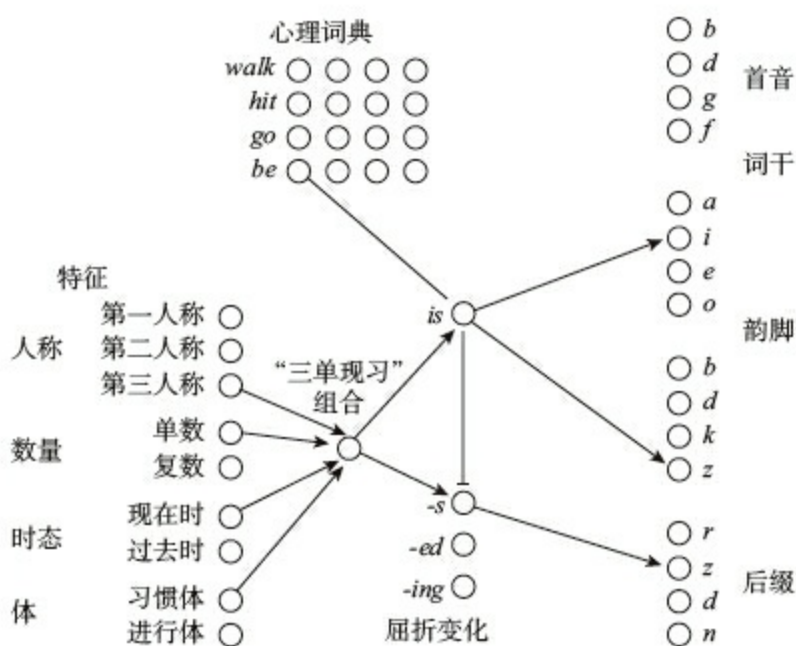 心理词典
walk
hit
go
be
b
d
g
f
首音
词干
a
i
e
o
韵脚
b
d
k
z
特征
人称
第一人称
第二人称
第三人称
数量
单数
复数
时态
现在时
过去时
体
习惯体
进行体
“三单现习”
组合
is
-s
-ed
-ing
屈折变化
r
z
d
n
后缀